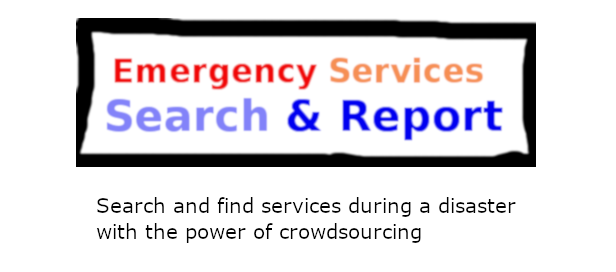 Emergency Services
Search & Report
Search and find services during a disaster
with the power of crowdsourcing